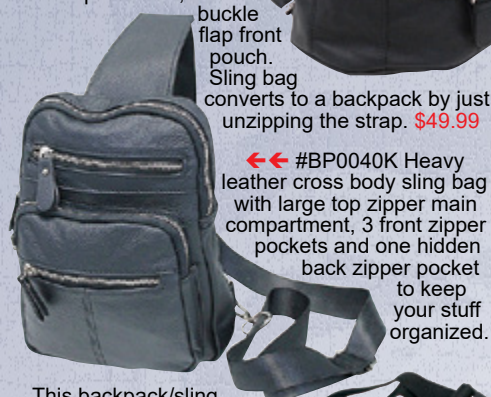 buckle
flap front
pouch.
Sling bag
converts to a backpack by just
unzipping the strap. $49.99
←← #BP0040K Heavy
leather cross body sling bag
with large top zipper main
compartment, 3 front zipper
pockets and one hidden
back zipper pocket
to keep
your stuff
organized.
This backpack/sling